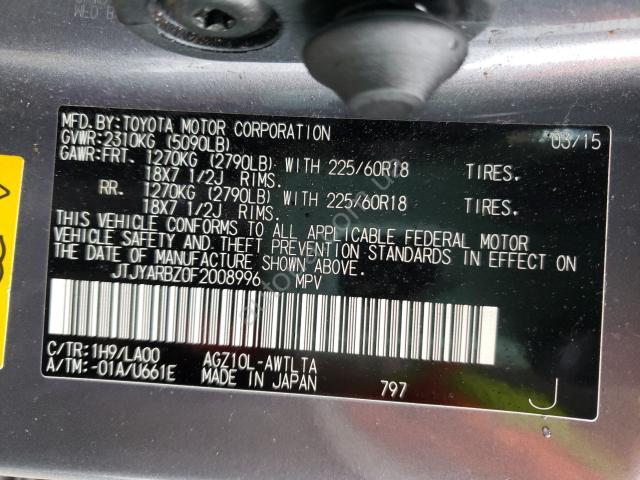 MFD.BY:TOYOTA MOTOR CORPORATION 03/15
GVWR:2310KG (5090LB)
GAWR:FRT. 1270KG (2790LB) WITH 225/60R18 TIRES.
18X7 1/2J RIMS.
RR. 1270KG (2790LB) WITH 225/60R18 TIRES.
18X7 1/2J RIMS.
THIS VEHICLE CONFORMS TO ALL APPLICABLE FEDERAL MOTOR
VEHICLE SAFETY AND THEFT PREVENTION STANDARDS IN EFFECT ON
THE DATE OF MANUFACTURE SHOWN ABOVE.
JTJYARBZ0F2008996 MPV
C/TR:1H9/LA00 AGZ10L-AWTLTA
A/TM:-01A/U661E MADE IN JAPAN 797 J